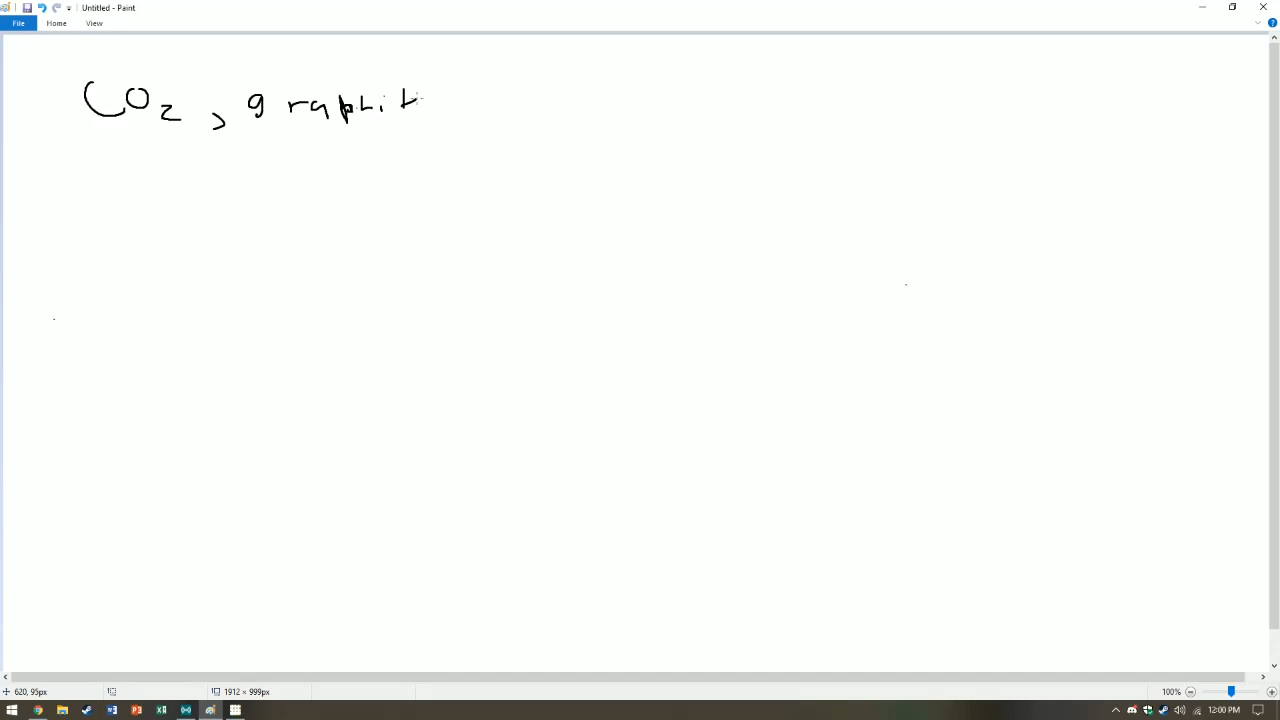 Untitled - Paint
File Home View
CO₂, graphit
620, 95px 1912 × 999px 100%
12:00 PM